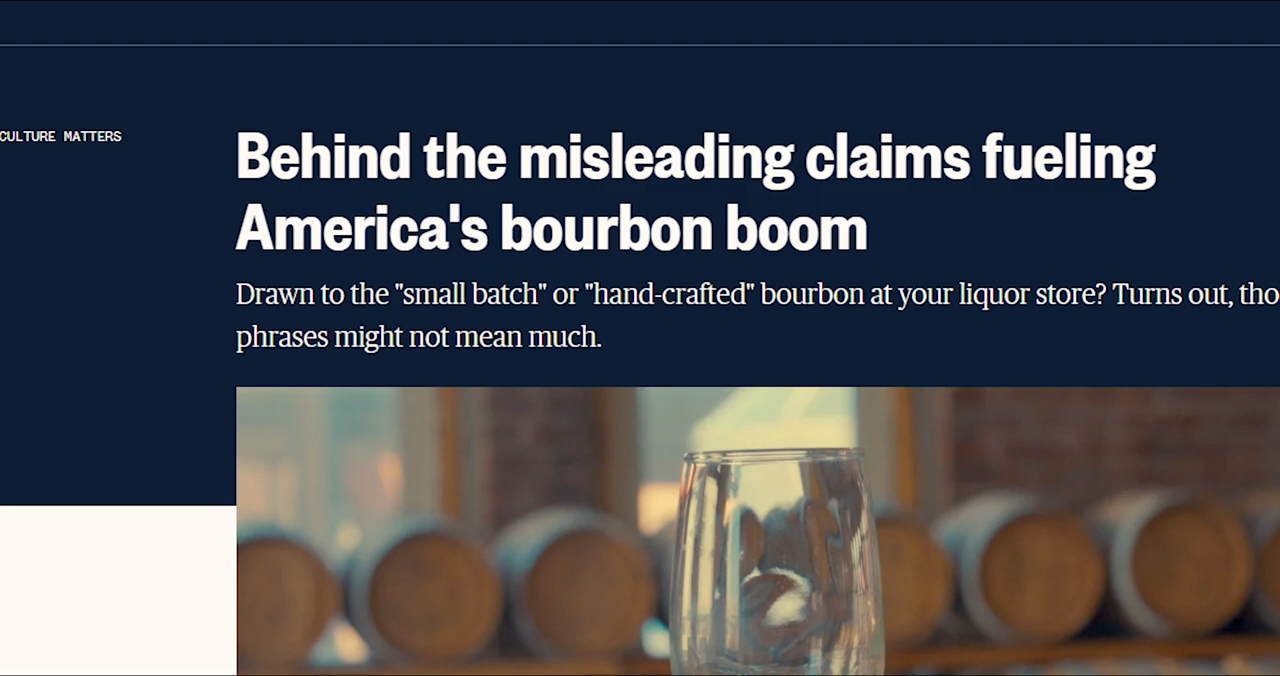 CULTURE MATTERS
Behind the misleading claims fueling
America's bourbon boom
Drawn to the "small batch" or "hand-crafted" bourbon at your liquor store? Turns out, tho
phrases might not mean much.